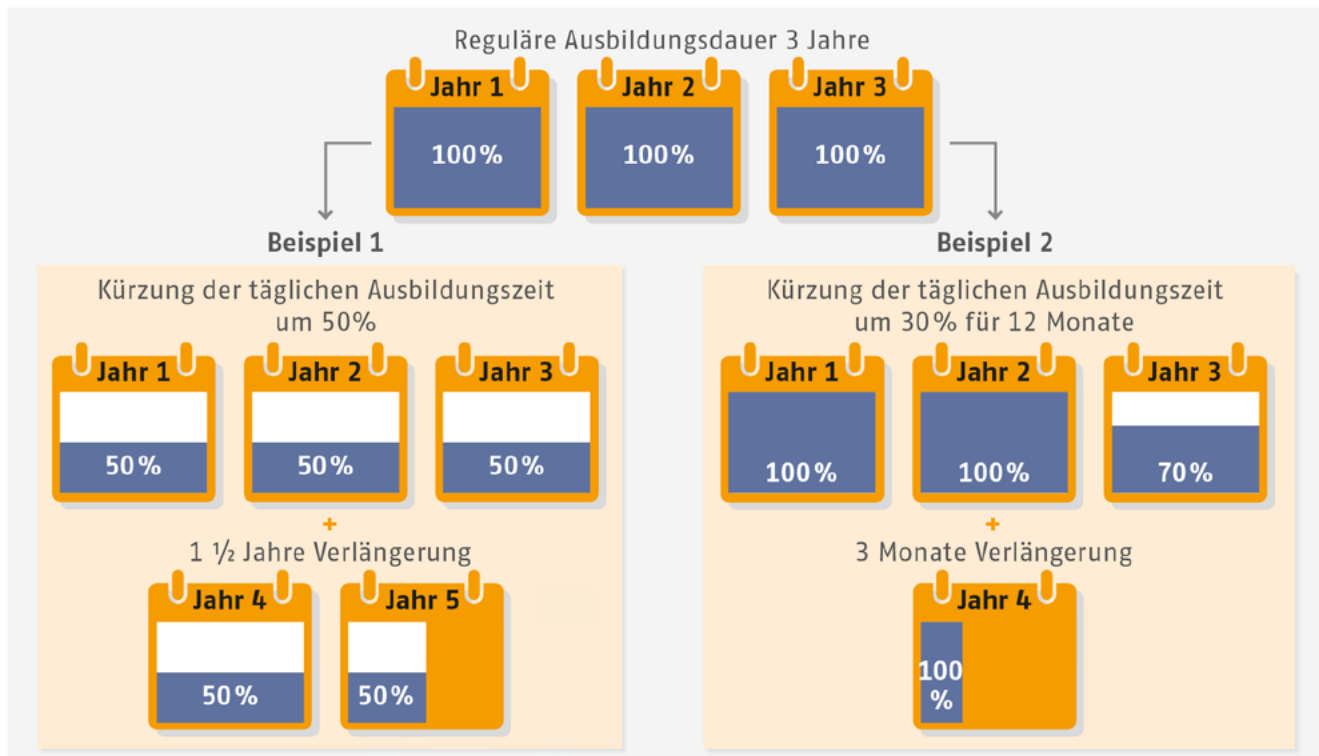 Reguläre Ausbildungsdauer 3 Jahre
Jahr 1 Jahr 2 Jahr 3
100% 100% 100%
Beispiel 1
Kürzung der täglichen Ausbildungszeit
um 50%
Jahr 1 Jahr 2 Jahr 3
50% 50% 50%
+
1 ½ Jahre Verlängerung
Jahr 4 Jahr 5
50% 50%
Beispiel 2
Kürzung der täglichen Ausbildungszeit
um 30% für 12 Monate
Jahr 1 Jahr 2 Jahr 3
100% 100% 70%
+
3 Monate Verlängerung
Jahr 4
100
%